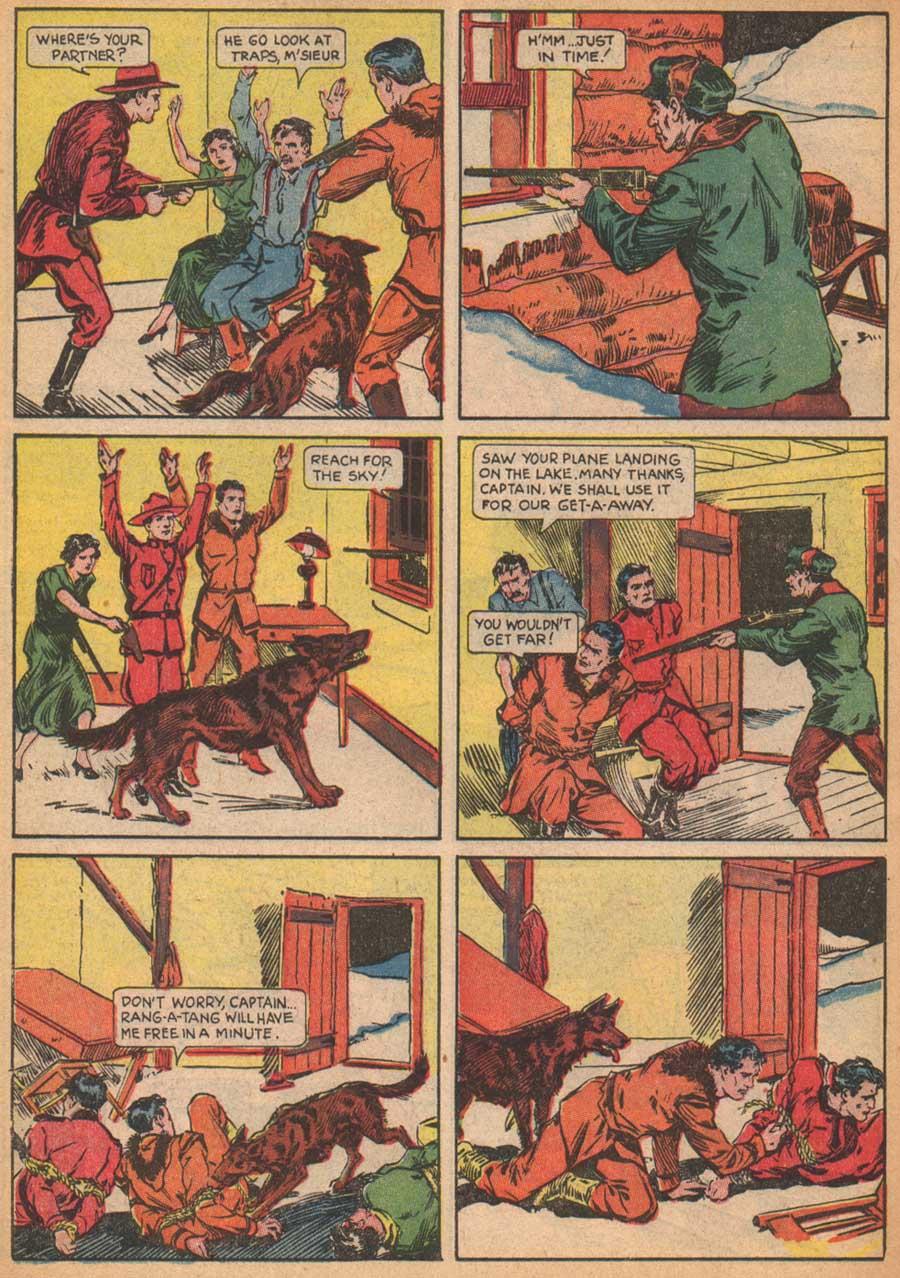 WHERE'S YOUR
PARTNER?
HE GO LOOK AT
TRAPS, M'SIEUR
H'MM...JUST
IN TIME!
REACH FOR
THE SKY!
SAW YOUR PLANE LANDING
ON THE LAKE. MANY THANKS,
CAPTAIN. WE SHALL USE IT
FOR OUR GET-A-AWAY.
YOU WOULDN'T
GET FAR!
DON'T WORRY, CAPTAIN...
RANG-A-TANG WILL HAVE
ME FREE IN A MINUTE.